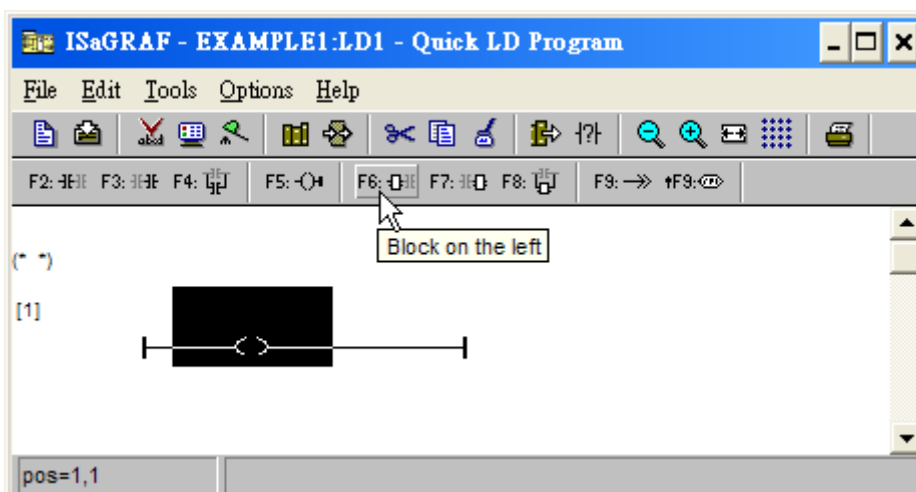 ISaGRAF - EXAMPLE1:LD1 - Quick LD Program
File Edit Tools Options Help
F2: F3: F4: F5: F6: F7: F8: F9: F9:
Block on the left
(* *)
[1]
pos=1,1